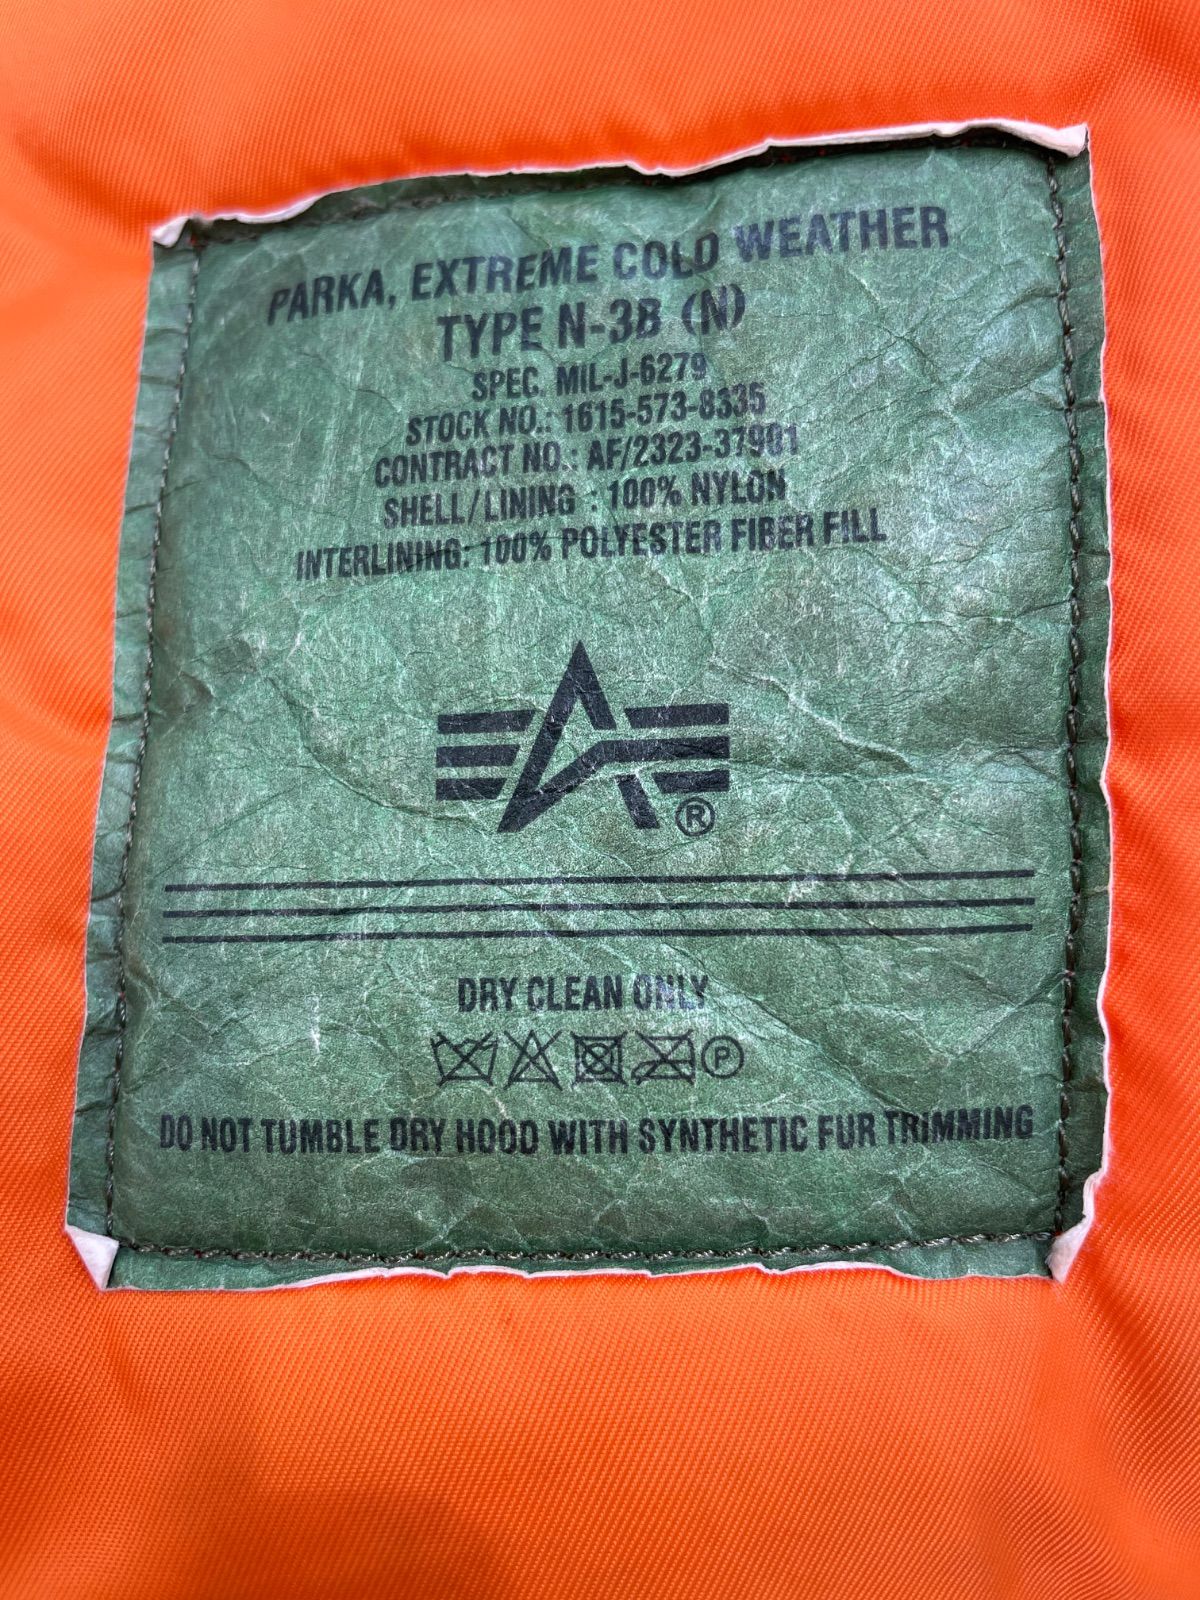 PARKA, EXTREME COLD WEATHER
TYPE N-3B (N)
SPEC. MIL-J-6279
STOCK NO.: 1615-573-8335
CONTRACT NO.: AF/2323-37901
SHELL/LINING : 100% NYLON
INTERLINING: 100% POLYESTER FIBER FILL
®
DRY CLEAN ONLY
P
DO NOT TUMBLE DRY HOOD WITH SYNTHETIC FUR TRIMMING